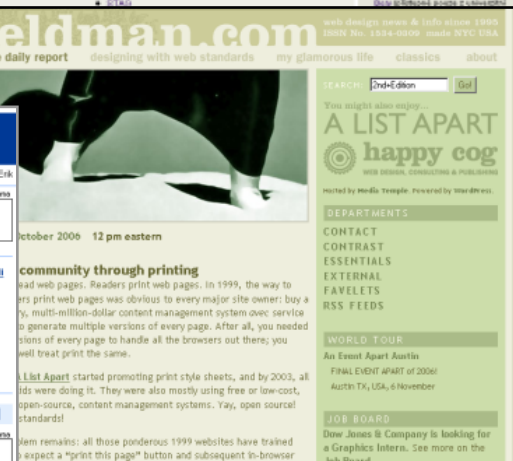 eldman.com
web design news & info since 1995
ISSN No. 1534-0309 made NYC USA
daily report designing with web standards my glamorous life classics about
SEARCH: 2nd+Edition Go!
You might also enjoy...
A LIST APART
happy cog
WEB DESIGN, CONSULTING & PUBLISHING
Hosted by Media Temple. Powered by WordPress.
DEPARTMENTS
CONTACT
CONTRAST
ESSENTIALS
EXTERNAL
FAVELETS
RSS FEEDS
WORLD TOUR
An Event Apart Austin
FINAL EVENT APART of 2006!
Austin TX, USA, 6 November
JOB BOARD
Dow Jones & Company is looking for
a Graphics Intern. See more on the
Job Board
Erik
october 2006 12 pm eastern
community through printing
ead web pages. Readers print web pages. In 1999, the way to
ers print web pages was obvious to every major site owner: buy a
ry, multi-million-dollar content management system avec service
o generate multiple versions of every page. After all, you needed
sions of every page to handle all the browsers out there; you
well treat print the same.
A List Apart started promoting print style sheets, and by 2003, all
ids were doing it. They were also mostly using free or low-cost,
open-source, content management systems. Yay, open source!
standards!
lem remains: all those ponderous 1999 websites have trained
expect a "print this page" button and subsequent in-browser